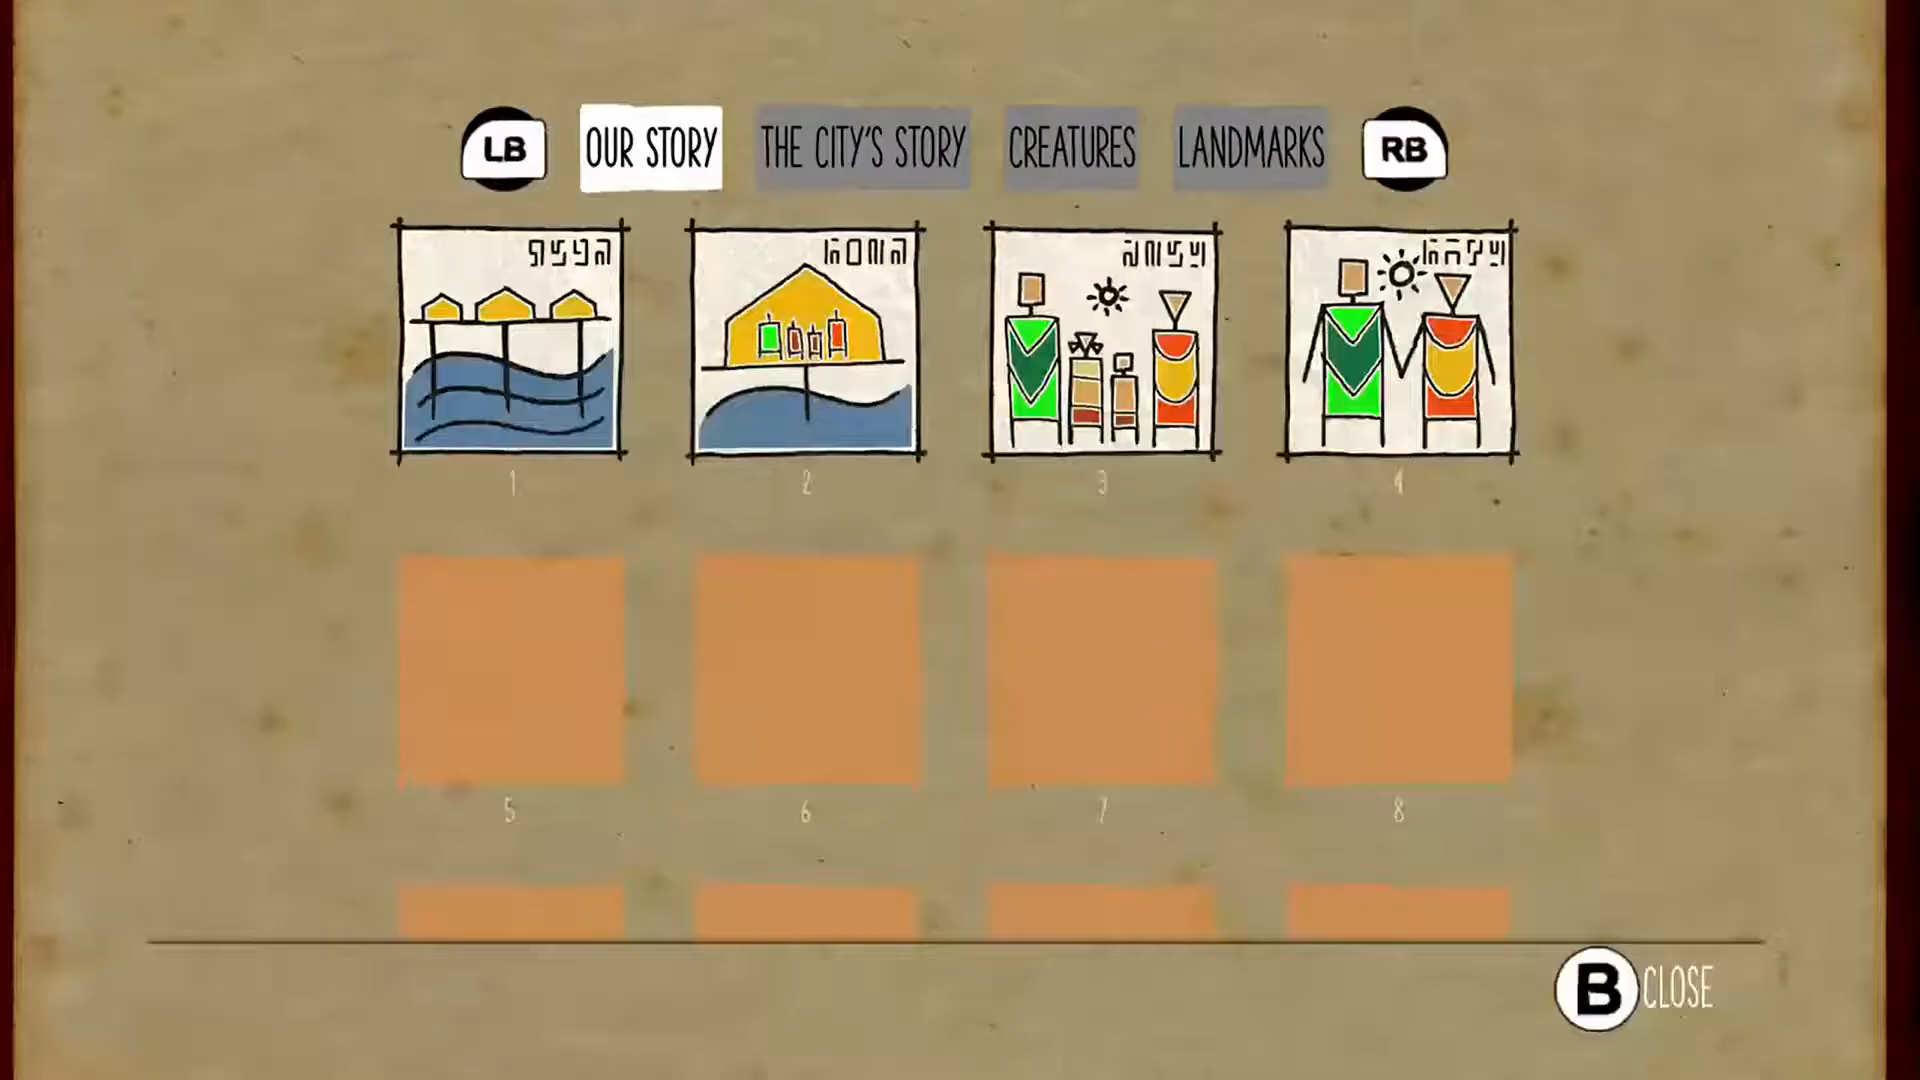 LB OUR STORY THE CITY'S STORY CREATURES LANDMARKS RB
1 2 3 4
5 6 7 8
B CLOSE